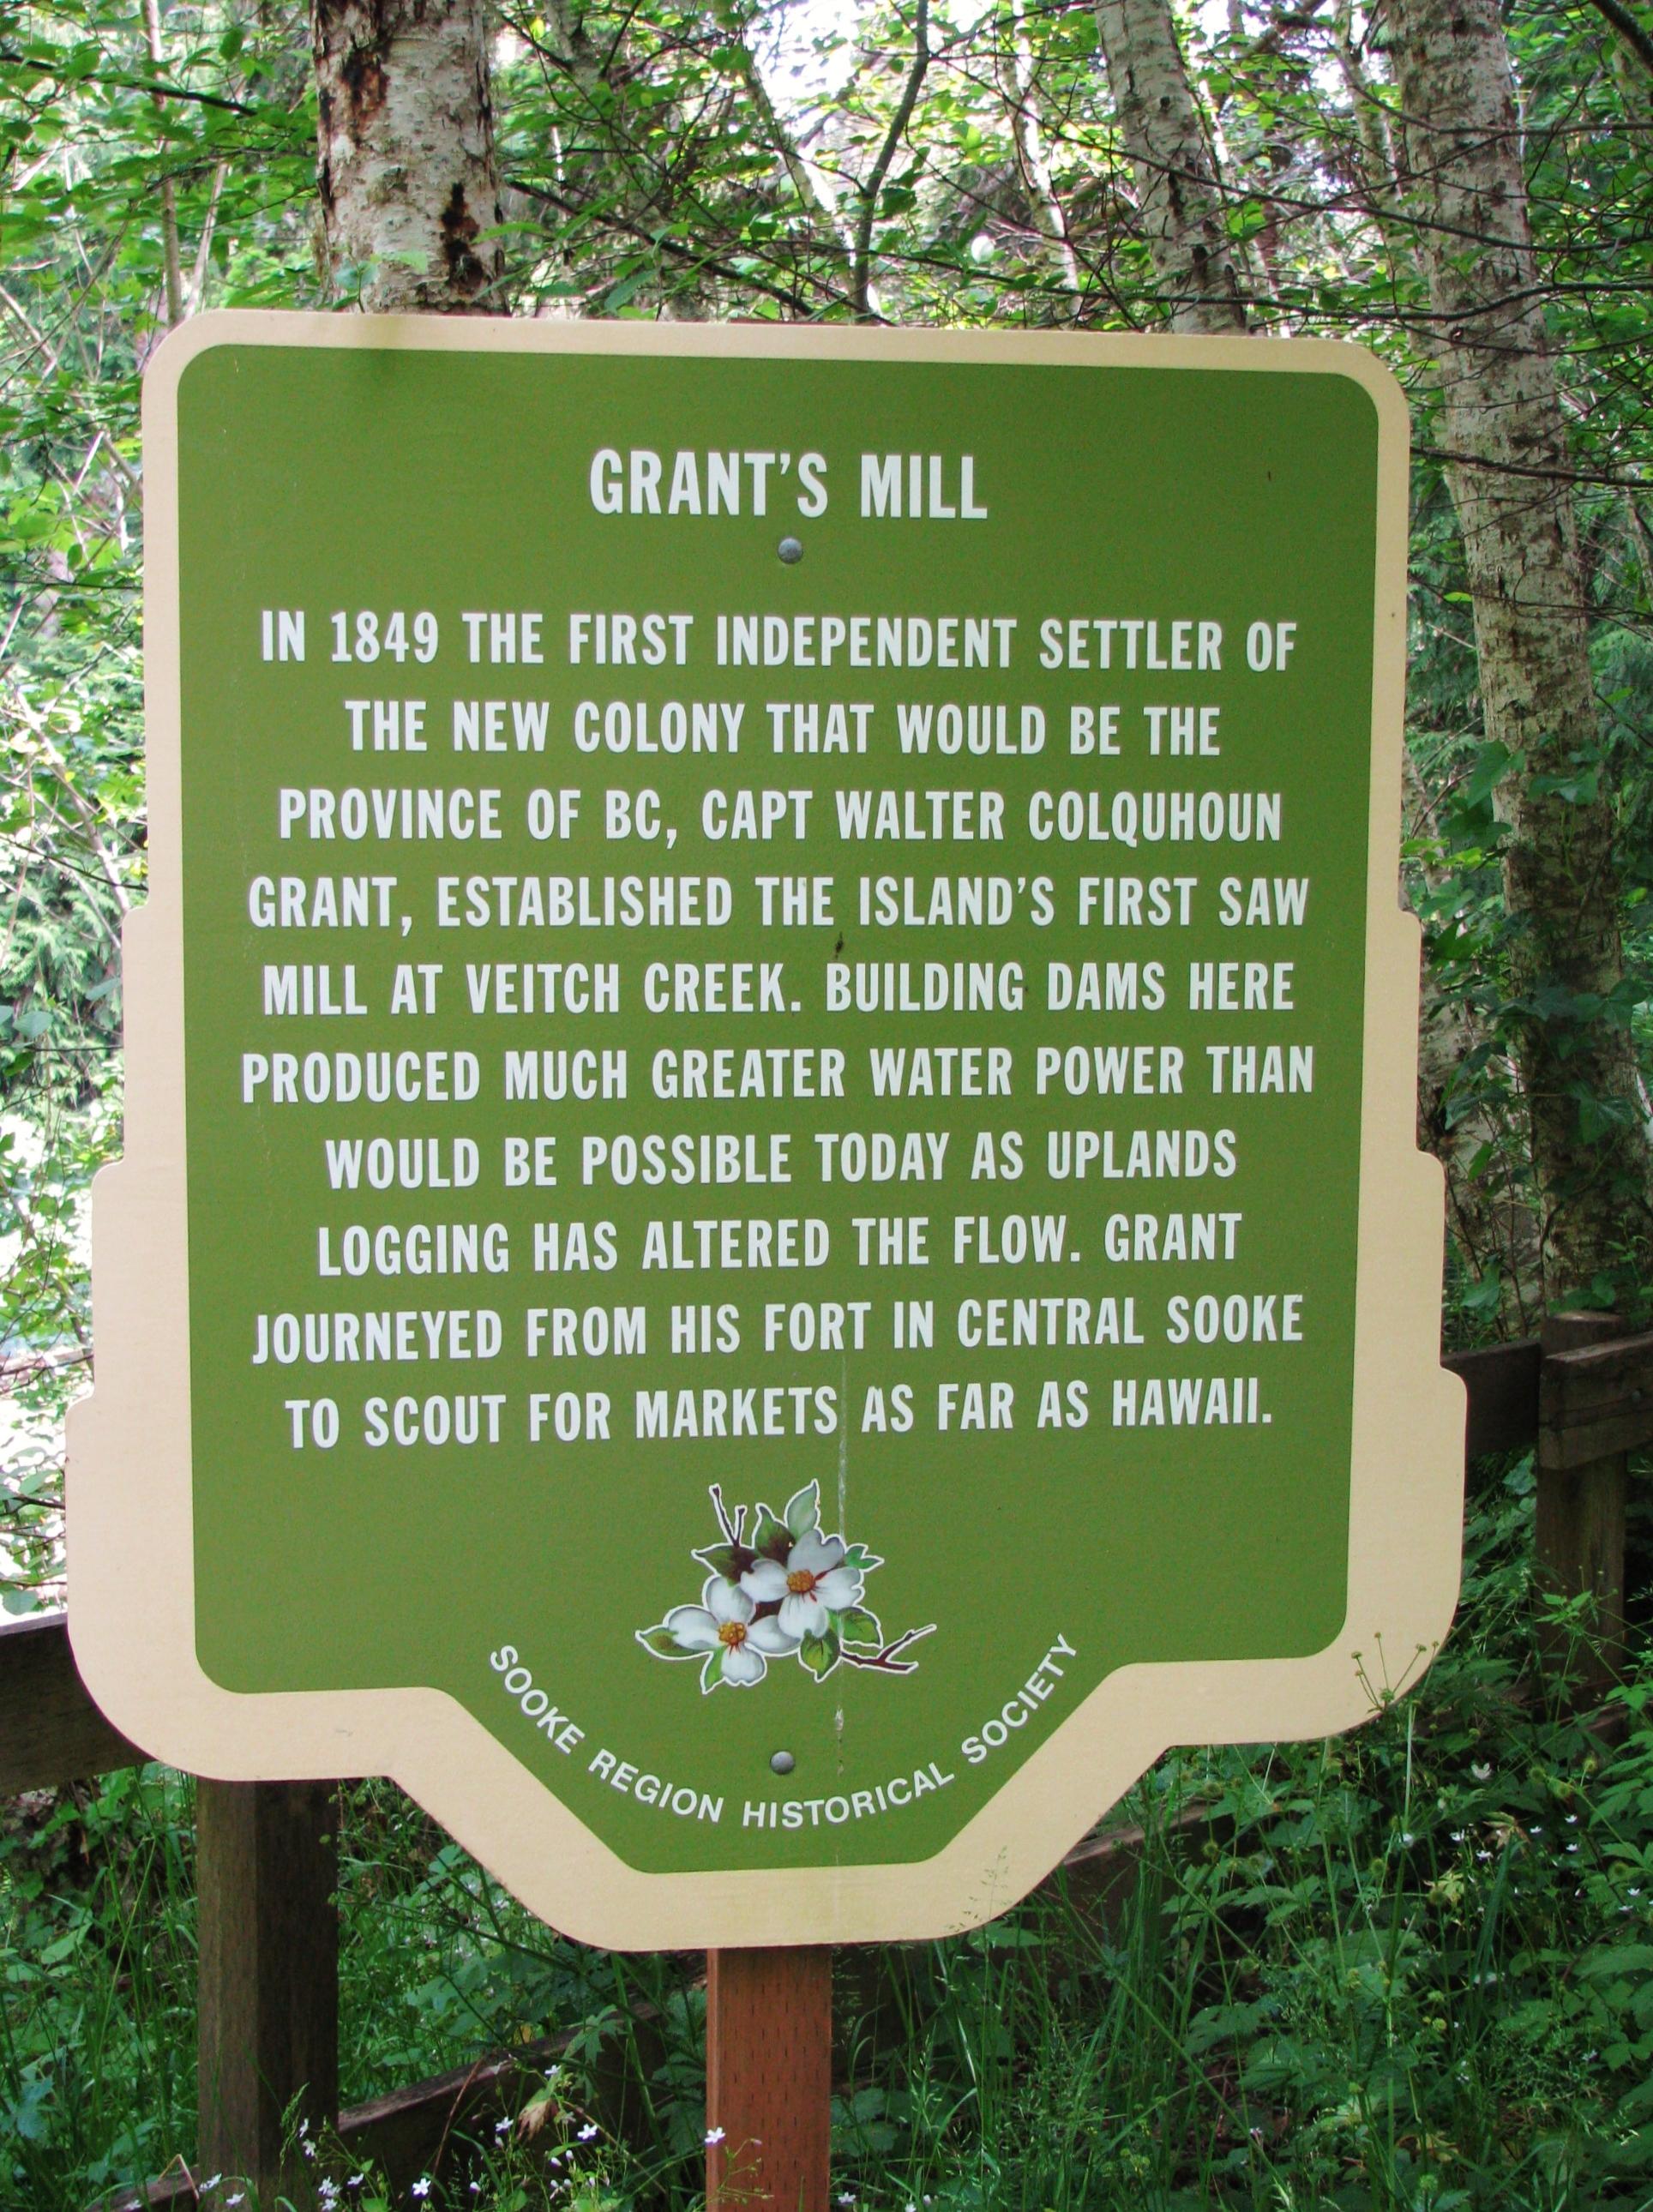 GRANT'S MILL
IN 1849 THE FIRST INDEPENDENT SETTLER OF
THE NEW COLONY THAT WOULD BE THE
PROVINCE OF BC, CAPT WALTER COLQUHOUN
GRANT, ESTABLISHED THE ISLAND'S FIRST SAW
MILL AT VEITCH CREEK. BUILDING DAMS HERE
PRODUCED MUCH GREATER WATER POWER THAN
WOULD BE POSSIBLE TODAY AS UPLANDS
LOGGING HAS ALTERED THE FLOW. GRANT
JOURNEYED FROM HIS FORT IN CENTRAL SOOKE
TO SCOUT FOR MARKETS AS FAR AS HAWAII.
SOOKE REGION HISTORICAL SOCIETY